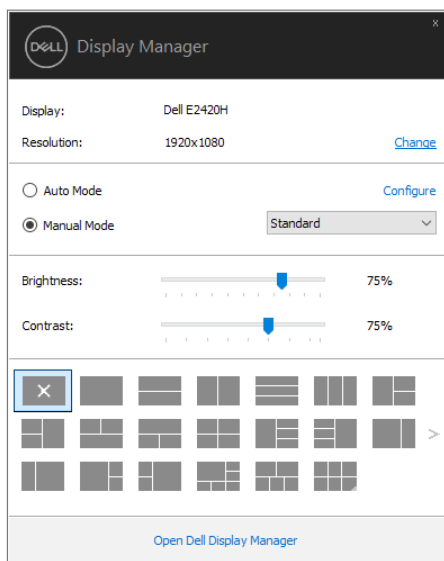 x
DELL Display Manager
Display: Dell E2420H
Resolution: 1920x1080 Change
Auto Mode Configure
Manual Mode Standard
Brightness: 75%
Contrast: 75%
Open Dell Display Manager